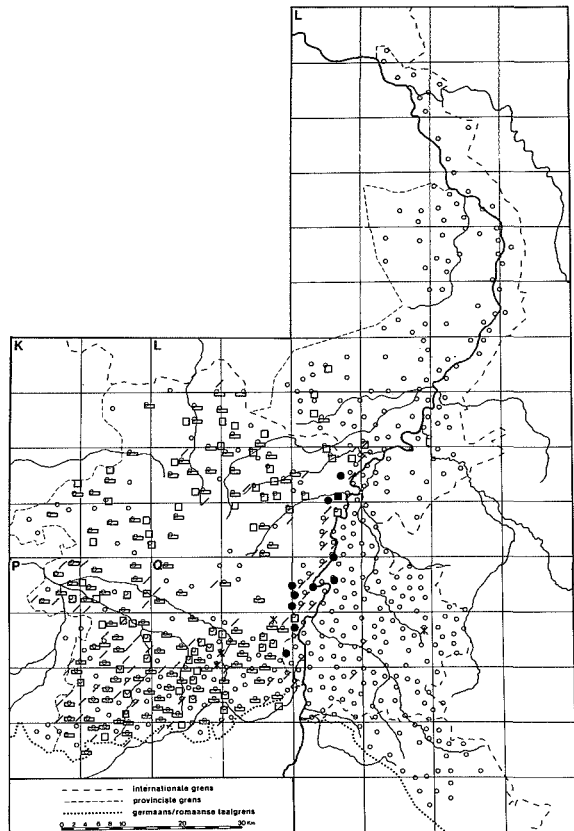 L
K L
P Q
internationale grens
provinciale grens
germaans/romaanse taalgrens
0 2 4 6 8 10 20 30 Km